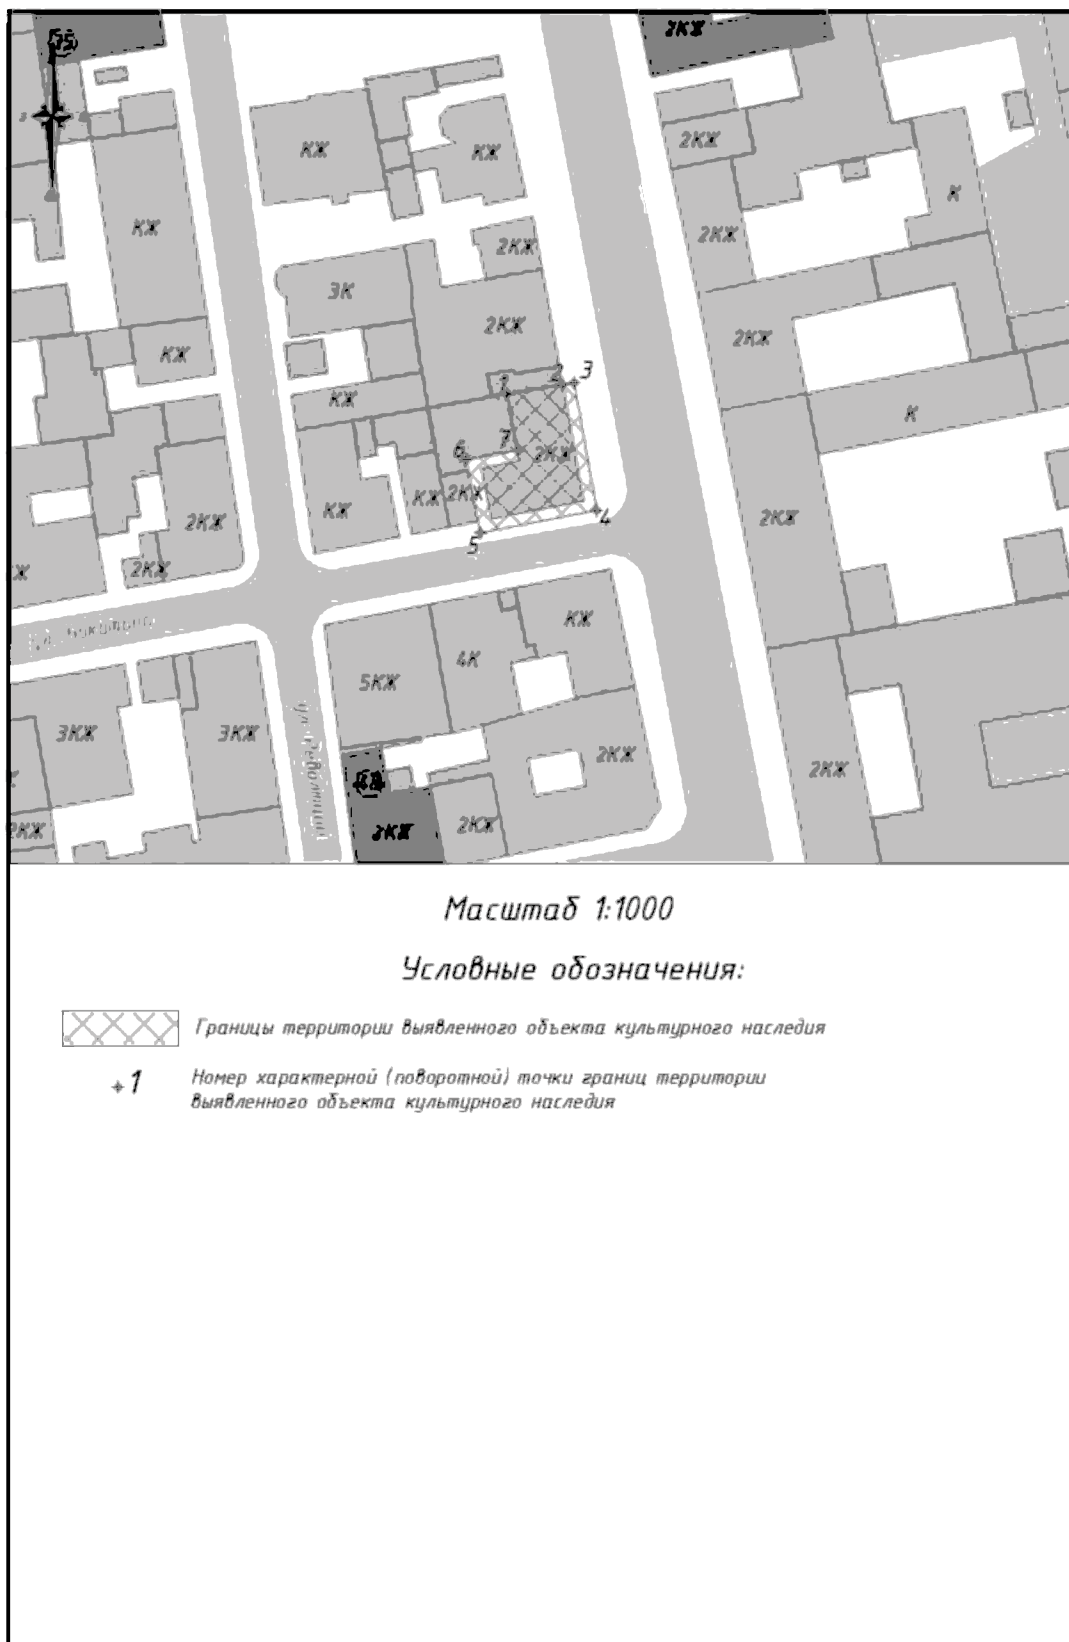 75
2КЖ
КЖ
КЖ
2КЖ
К
КЖ
2КЖ
2КЖ
3К
2КЖ
2КЖ
КЖ
1
2
3
КЖ
К
6
7
2КЖ
КЖ
КЖ
2КЖ
4
2КЖ
2КЖ
5
2КЖ
Ж
ул.
КЖ
4К
5КЖ
3КЖ
3КЖ
ул.
2КЖ
2КЖ
2КЖ
2КЖ
Масштаб 1:1000
Условные обозначения:
Границы территории выявленного объекта культурного наследия
1
Номер характерной (поворотной) точки границ территории
выявленного объекта культурного наследия